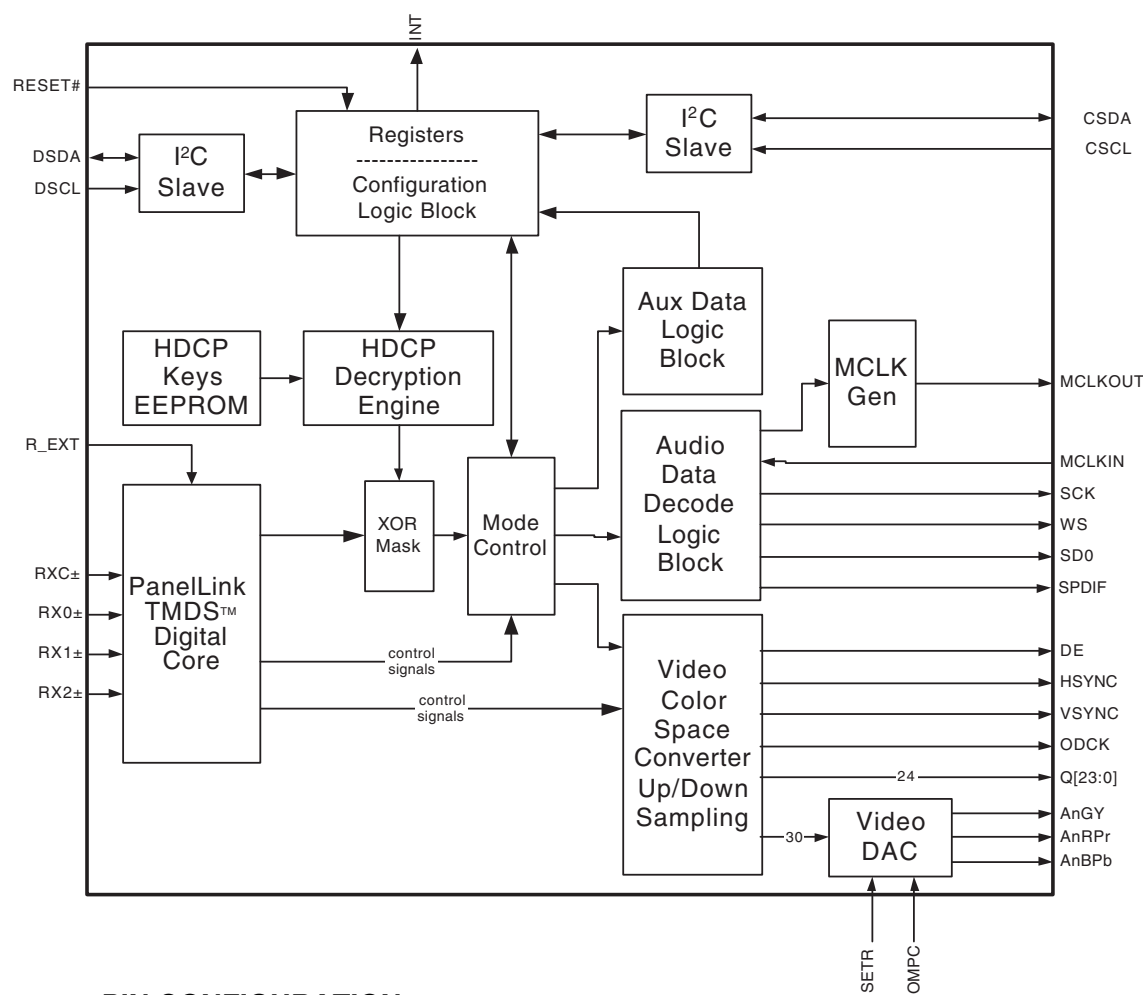 INT
RESET#
DSDA
DSCL
I²C
Slave
Registers
----------------
Configuration
Logic Block
I²C
Slave
CSDA
CSCL
HDCP
Keys
EEPROM
HDCP
Decryption
Engine
Aux Data
Logic
Block
MCLK
Gen
MCLKOUT
R_EXT
RXC±
RX0±
RX1±
RX2±
PanelLink
TMDS™
Digital
Core
XOR
Mask
Mode
Control
Audio
Data
Decode
Logic
Block
MCLKIN
SCK
WS
SD0
SPDIF
control
signals
control
signals
Video
Color
Space
Converter
Up/Down
Sampling
DE
HSYNC
VSYNC
ODCK
24
Q[23:0]
30
Video
DAC
AnGY
AnRPr
AnBPb
SETR
OMPC